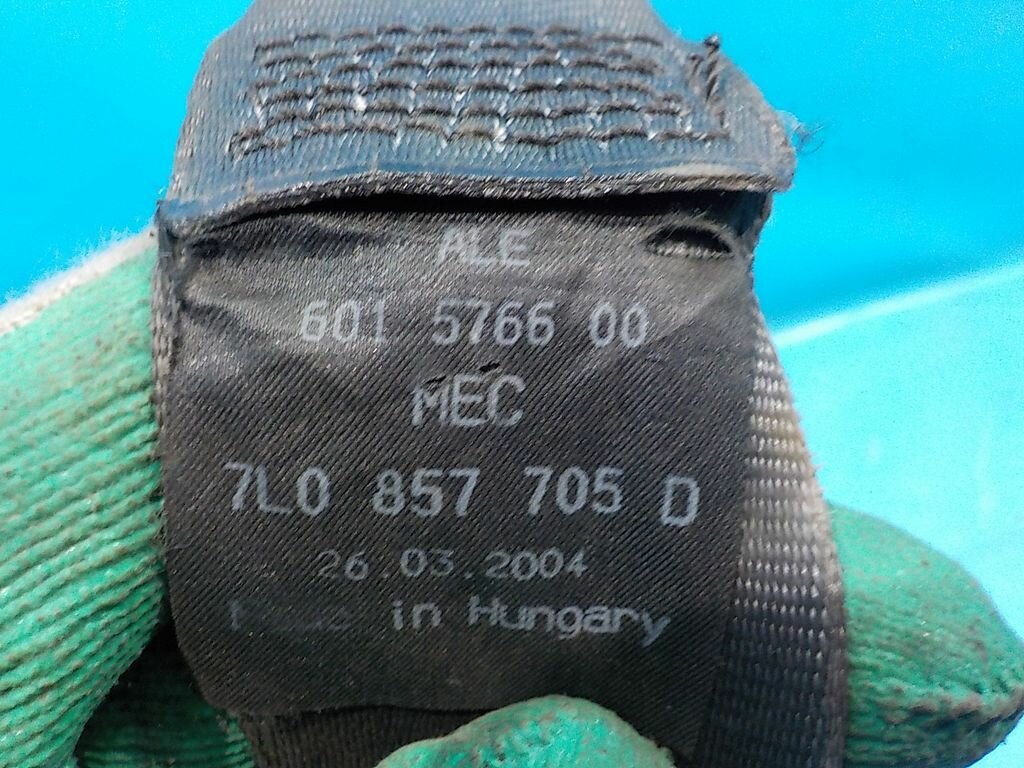 ALE
601 5766 00
MEC
7L0 857 705 D
26.03.2004
in Hungary